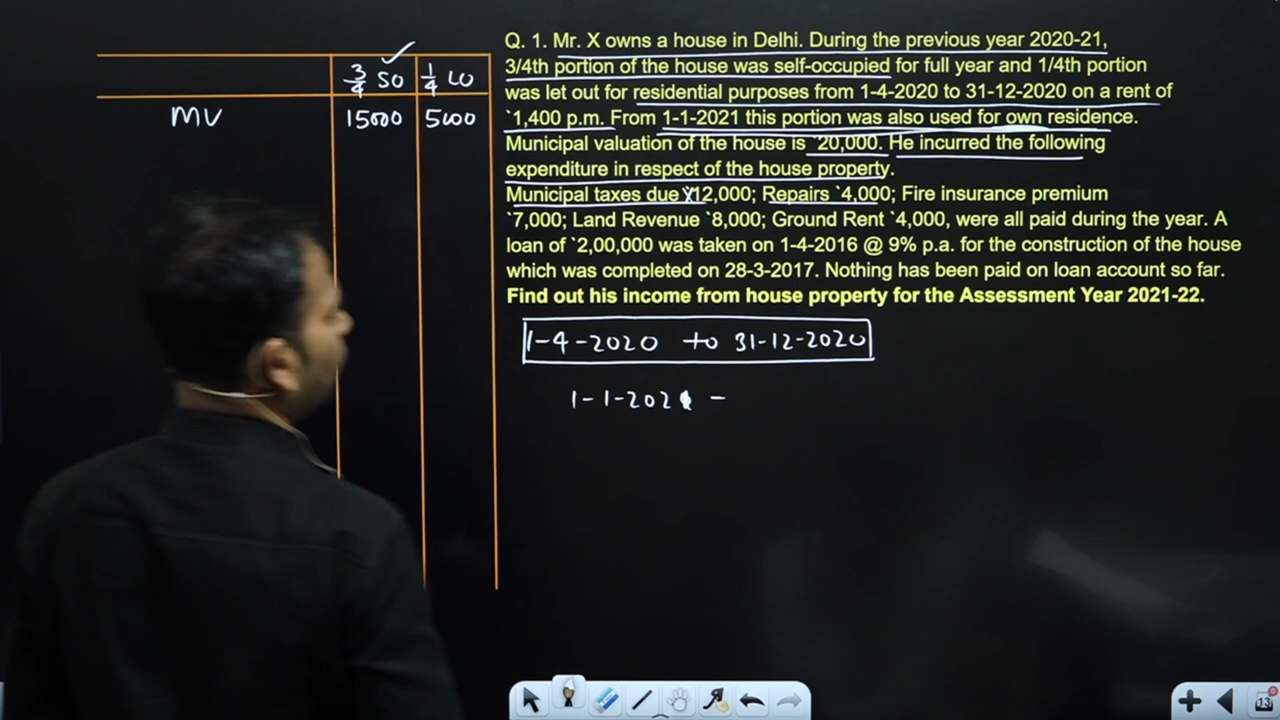 Q. 1. Mr. X owns a house in Delhi. During the previous year 2020-21,
3/4th portion of the house was self-occupied for full year and 1/4th portion
was let out for residential purposes from 1-4-2020 to 31-12-2020 on a rent of
`1,400 p.m. From 1-1-2021 this portion was also used for own residence.
Municipal valuation of the house is `20,000. He incurred the following
expenditure in respect of the house property.
Municipal taxes due `12,000; Repairs `4,000; Fire insurance premium
`7,000; Land Revenue `8,000; Ground Rent `4,000, were all paid during the year. A
loan of `2,00,000 was taken on 1-4-2016 @ 9% p.a. for the construction of the house
which was completed on 28-3-2017. Nothing has been paid on loan account so far.
Find out his income from house property for the Assessment Year 2021-22.
3/4 SO 1/4 LO
MV 15000 5000
1-4-2020 to 31-12-2020
1-1-2021 -
13